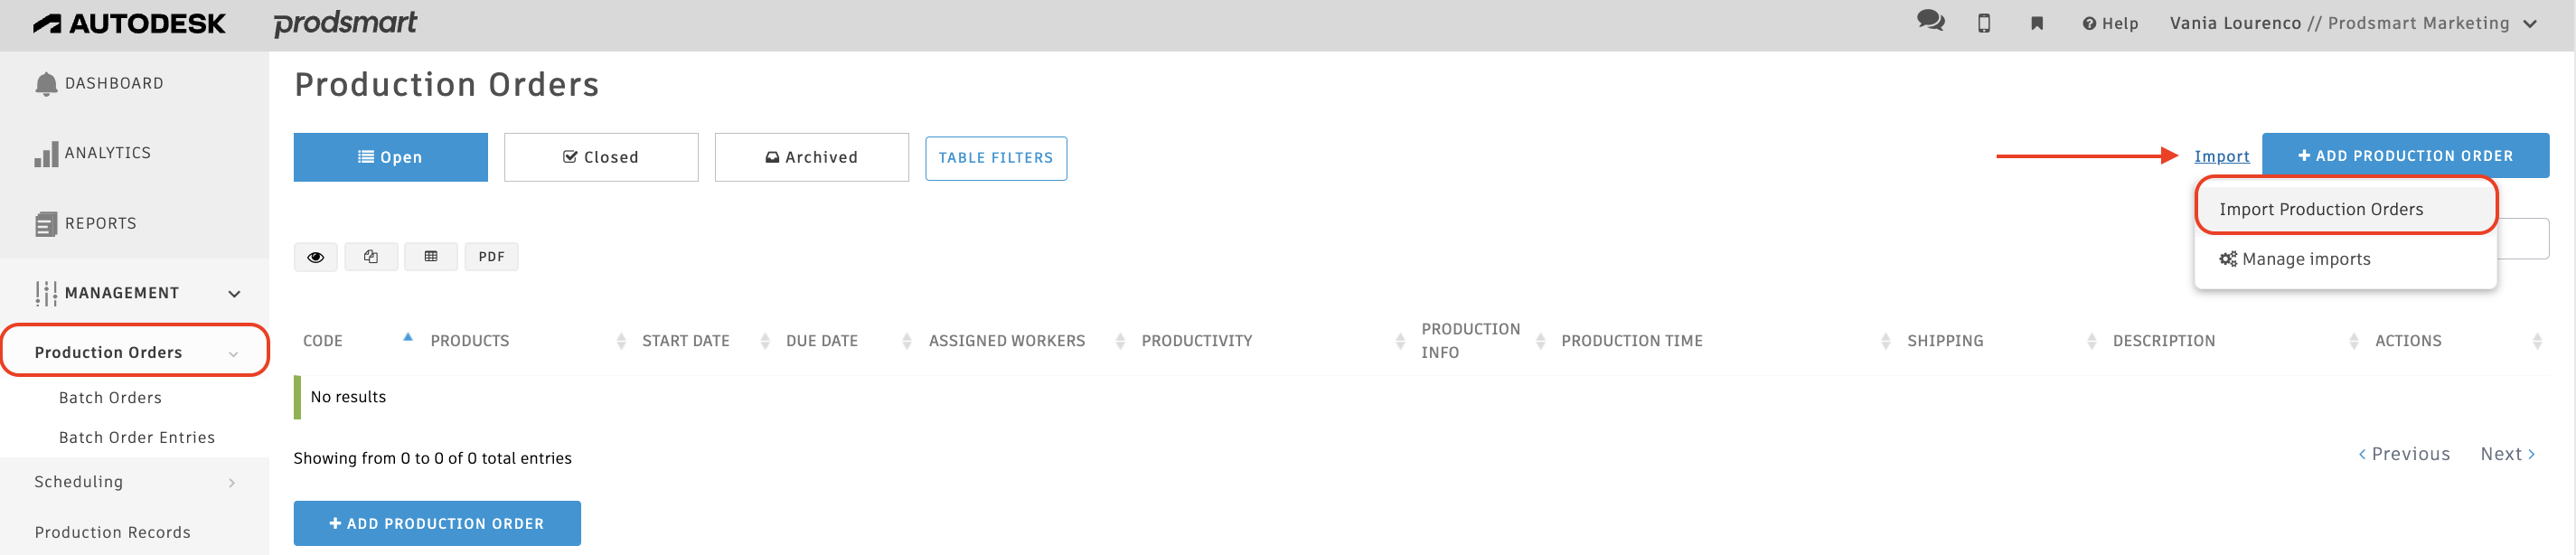 AUTODESK prodsmart
Help Vania Lourenco // Prodsmart Marketing
DASHBOARD
ANALYTICS
REPORTS
MANAGEMENT
Production Orders
Batch Orders
Batch Order Entries
Scheduling
Production Records
Production Orders
Open Closed Archived TABLE FILTERS
Import + ADD PRODUCTION ORDER
Import Production Orders
Manage imports
PDF
CODE PRODUCTS START DATE DUE DATE ASSIGNED WORKERS PRODUCTIVITY PRODUCTION INFO PRODUCTION TIME SHIPPING DESCRIPTION ACTIONS
No results
Showing from 0 to 0 of 0 total entries
Previous Next
+ ADD PRODUCTION ORDER